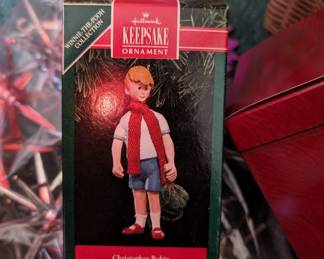 WINNIE-THE-POOH
COLLECTION
Hallmark
KEEPSAKE
ORNAMENT
Christopher Robin